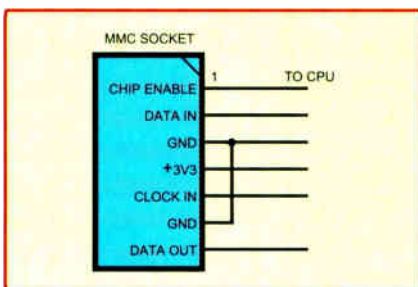 MMC SOCKET
1 TO CPU
CHIP ENABLE
DATA IN
GND
+3V3
CLOCK IN
GND
DATA OUT